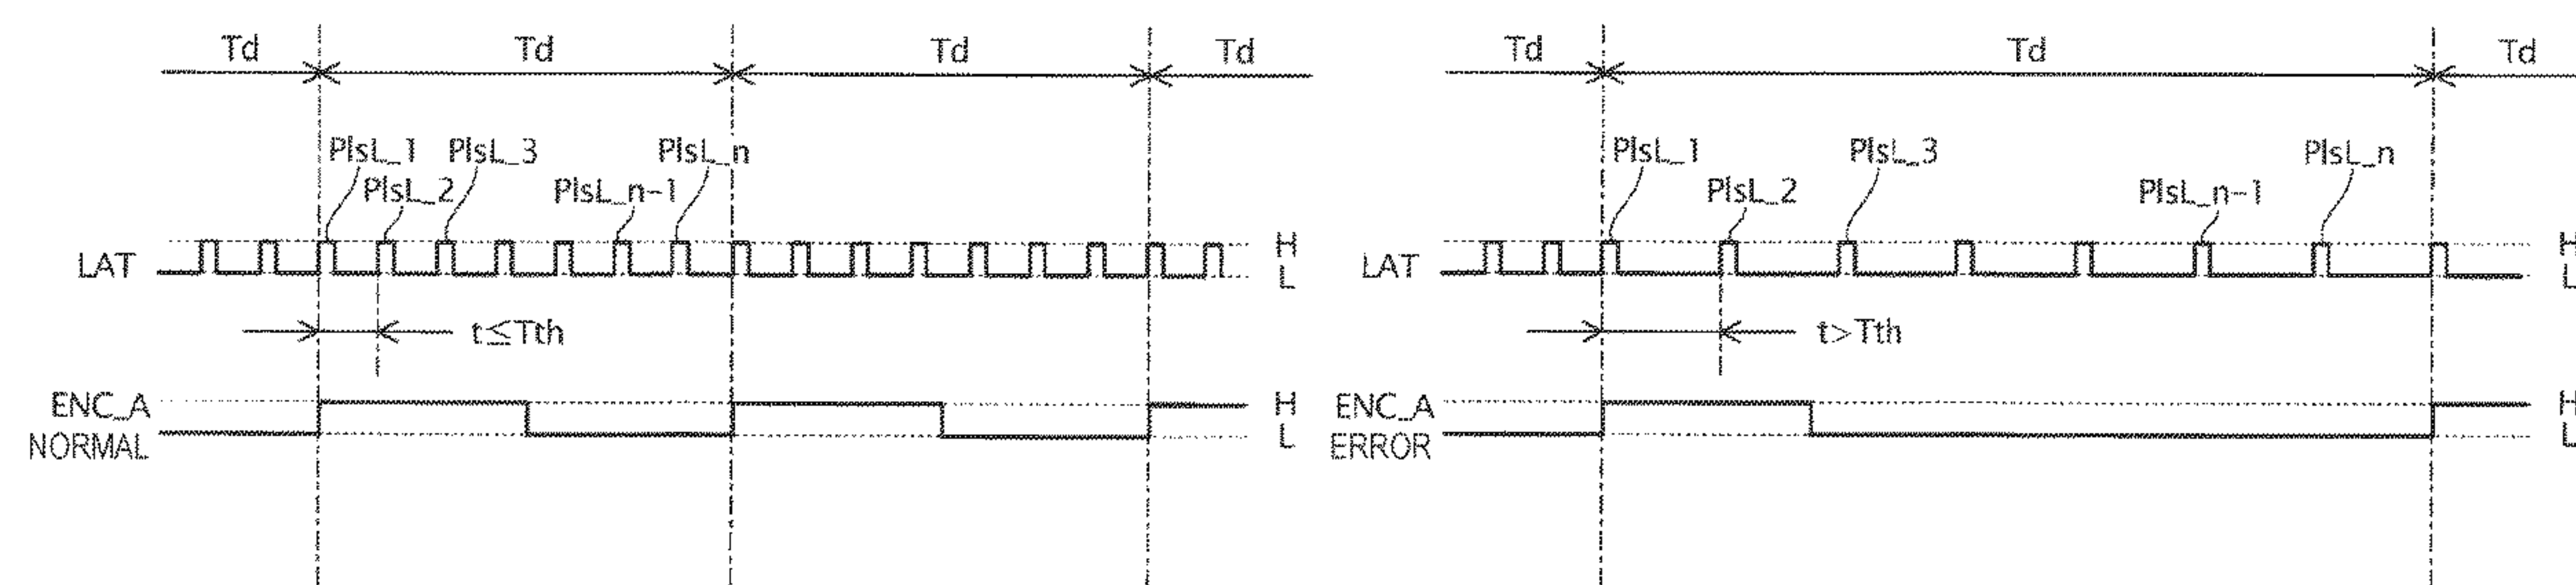 Td Td Td Td
PlsL_1 PlsL_3 PlsL_n
PlsL_2 PlsL_n-1
LAT H
L
t≤Tth
ENC_A H
NORMAL L
Td Td Td
PlsL_1 PlsL_3 PlsL_n
PlsL_2 PlsL_n-1
LAT H
L
t>Tth
ENC_A H
ERROR L